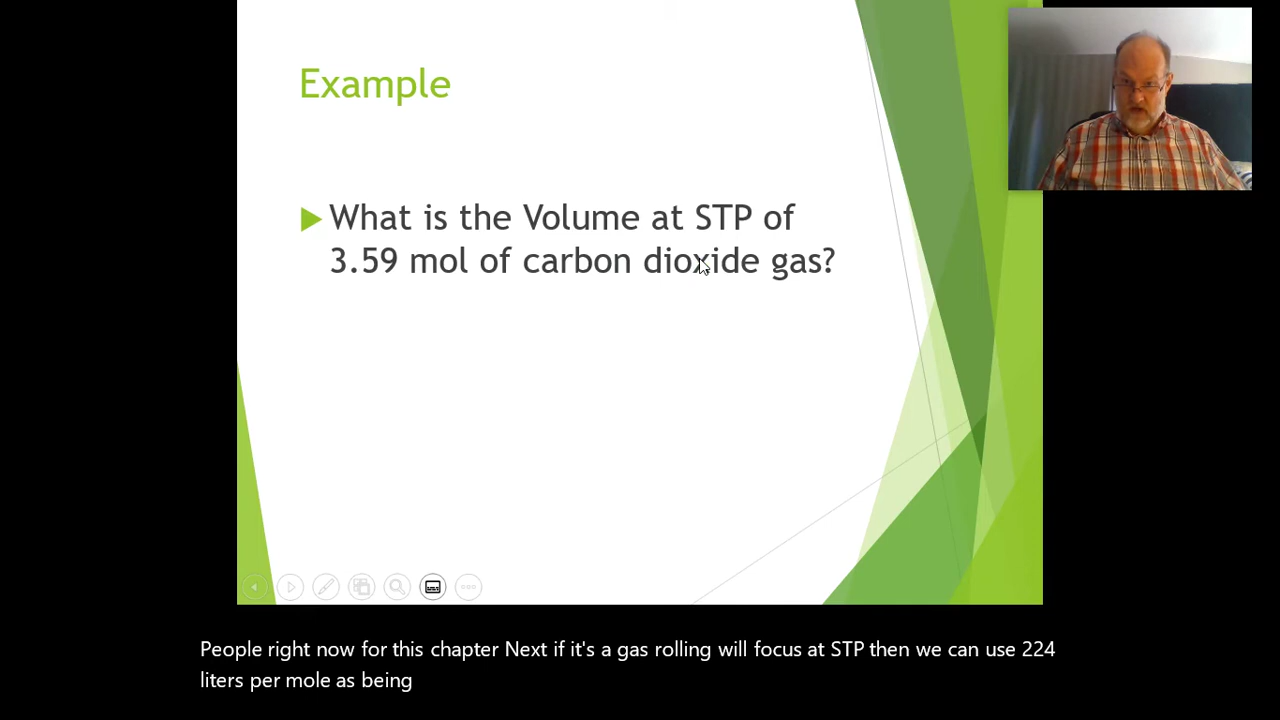 Example
What is the Volume at STP of
3.59 mol of carbon dioxide gas?
People right now for this chapter Next if it's a gas rolling will focus at STP then we can use 224
liters per mole as being